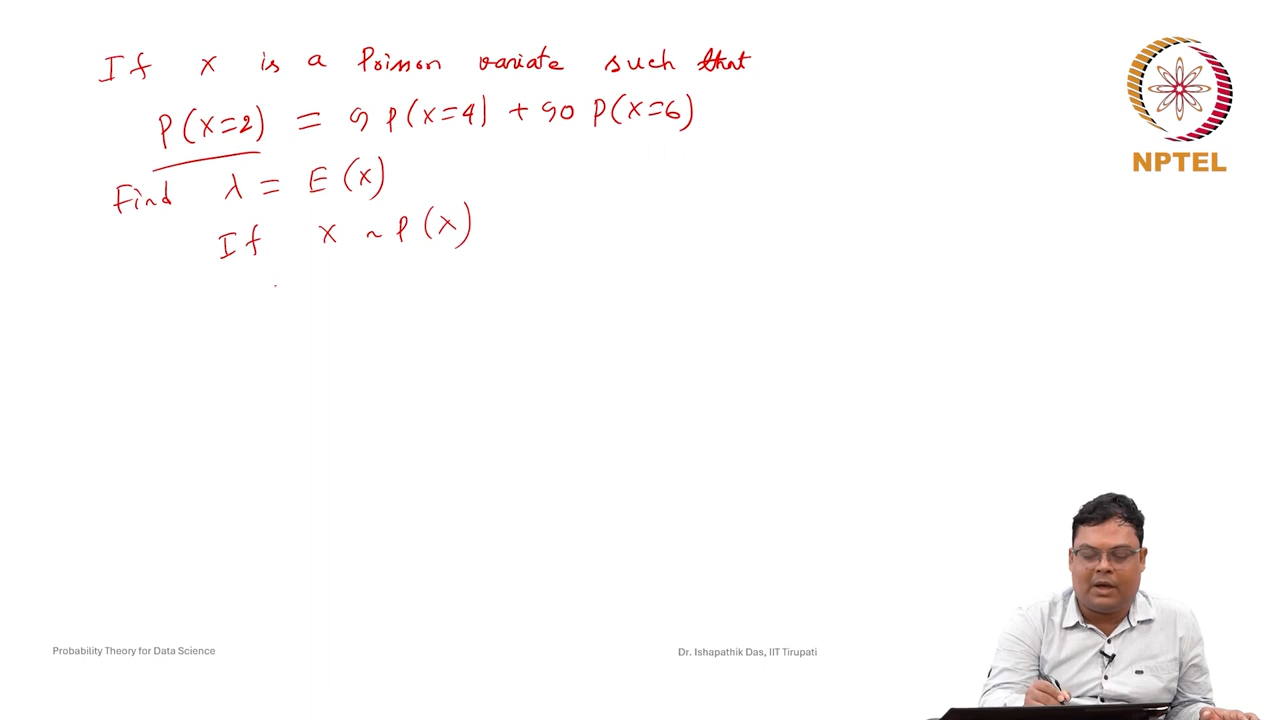 If X is a Poisson variate such that
P(X=2) = 9 P(X=4) + 90 P(X=6)
Find λ = E(X)
If X ~ P(λ)
NPTEL
Probability Theory for Data Science
Dr. Ishapathik Das, IIT Tirupati